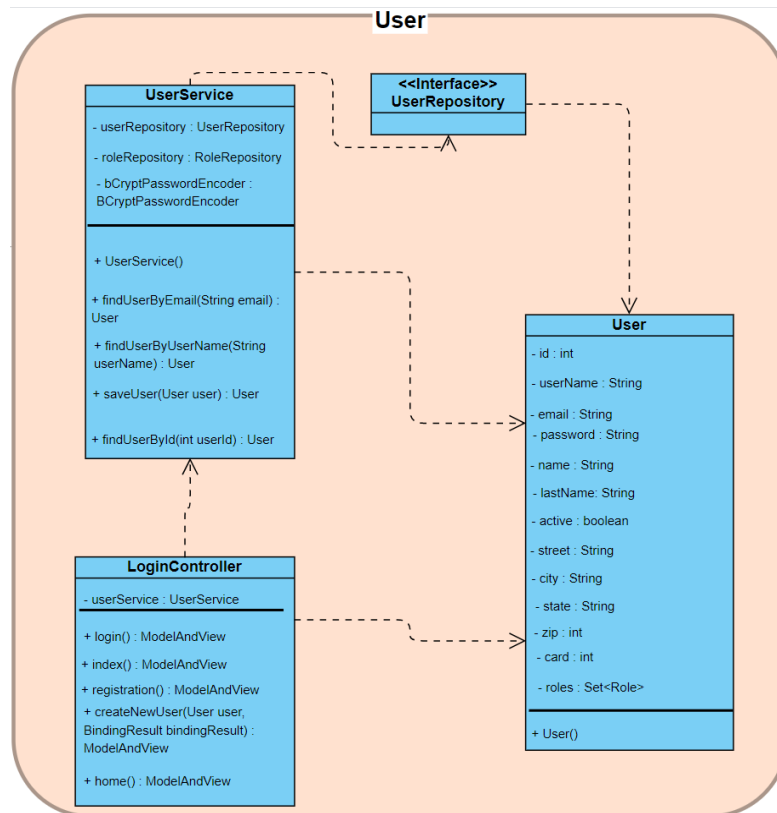 User
UserService
- userRepository : UserRepository
- roleRepository : RoleRepository
- bCryptPasswordEncoder :
BCryptPasswordEncoder
+ UserService()
+ findUserByEmail(String email) :
User
+ findUserByUserName(String
userName) : User
+ saveUser(User user) : User
+ findUserById(int userId) : User
<<Interface>>
UserRepository
User
- id : int
- userName : String
- email : String
- password : String
- name : String
- lastName: String
- active : boolean
- street : String
- city : String
- state : String
- zip : int
- card : int
- roles : Set<Role>
+ User()
LoginController
- userService : UserService
+ login() : ModelAndView
+ index() : ModelAndView
+ registration() : ModelAndView
+ createNewUser(User user,
BindingResult bindingResult) :
ModelAndView
+ home() : ModelAndView